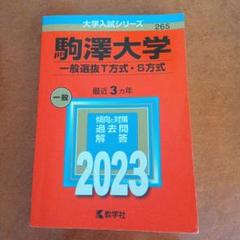 大学入試シリーズ
265
駒澤大学
一般選抜T方式・S方式
一般
最近3カ年
傾向と対策
過去問
解答
2023
教学社